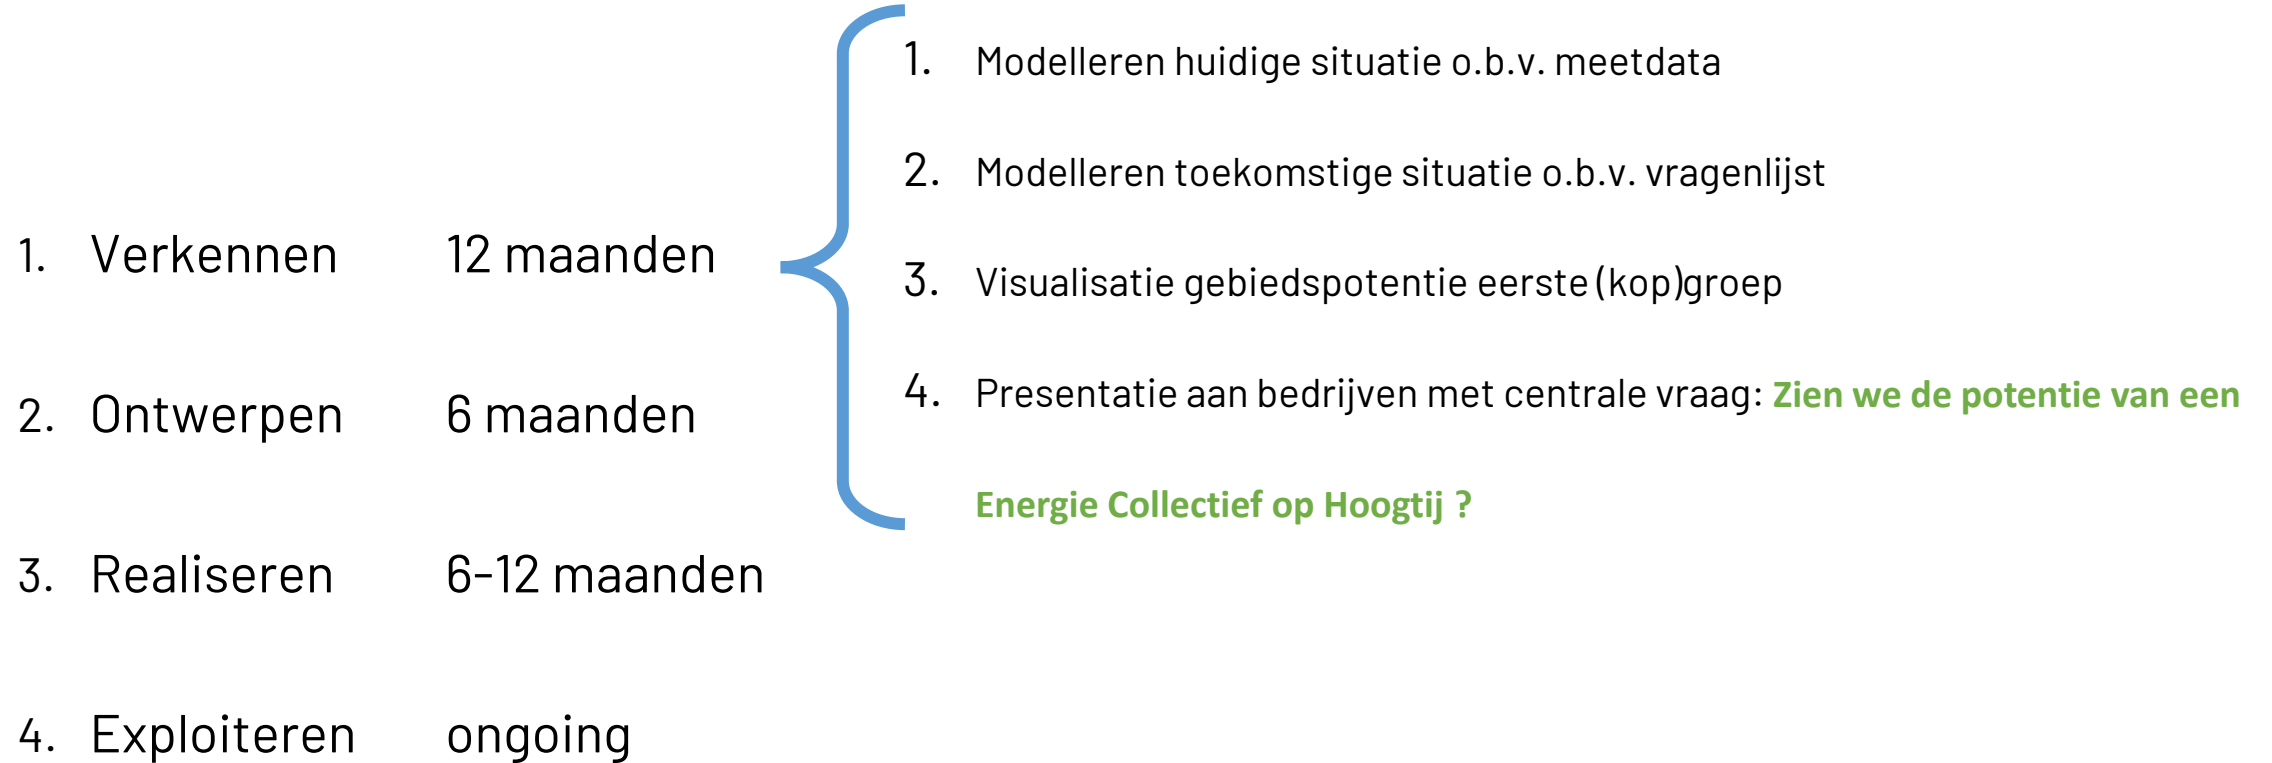 1. Verkennen 12 maanden
2. Ontwerpen 6 maanden
3. Realiseren 6-12 maanden
4. Exploiteren ongoing
1. Modelleren huidige situatie o.b.v. meetdata
2. Modelleren toekomstige situatie o.b.v. vragenlijst
3. Visualisatie gebiedspotentie eerste (kop)groep
4. Presentatie aan bedrijven met centrale vraag: Zien we de potentie van een
Energie Collectief op Hoogtij ?